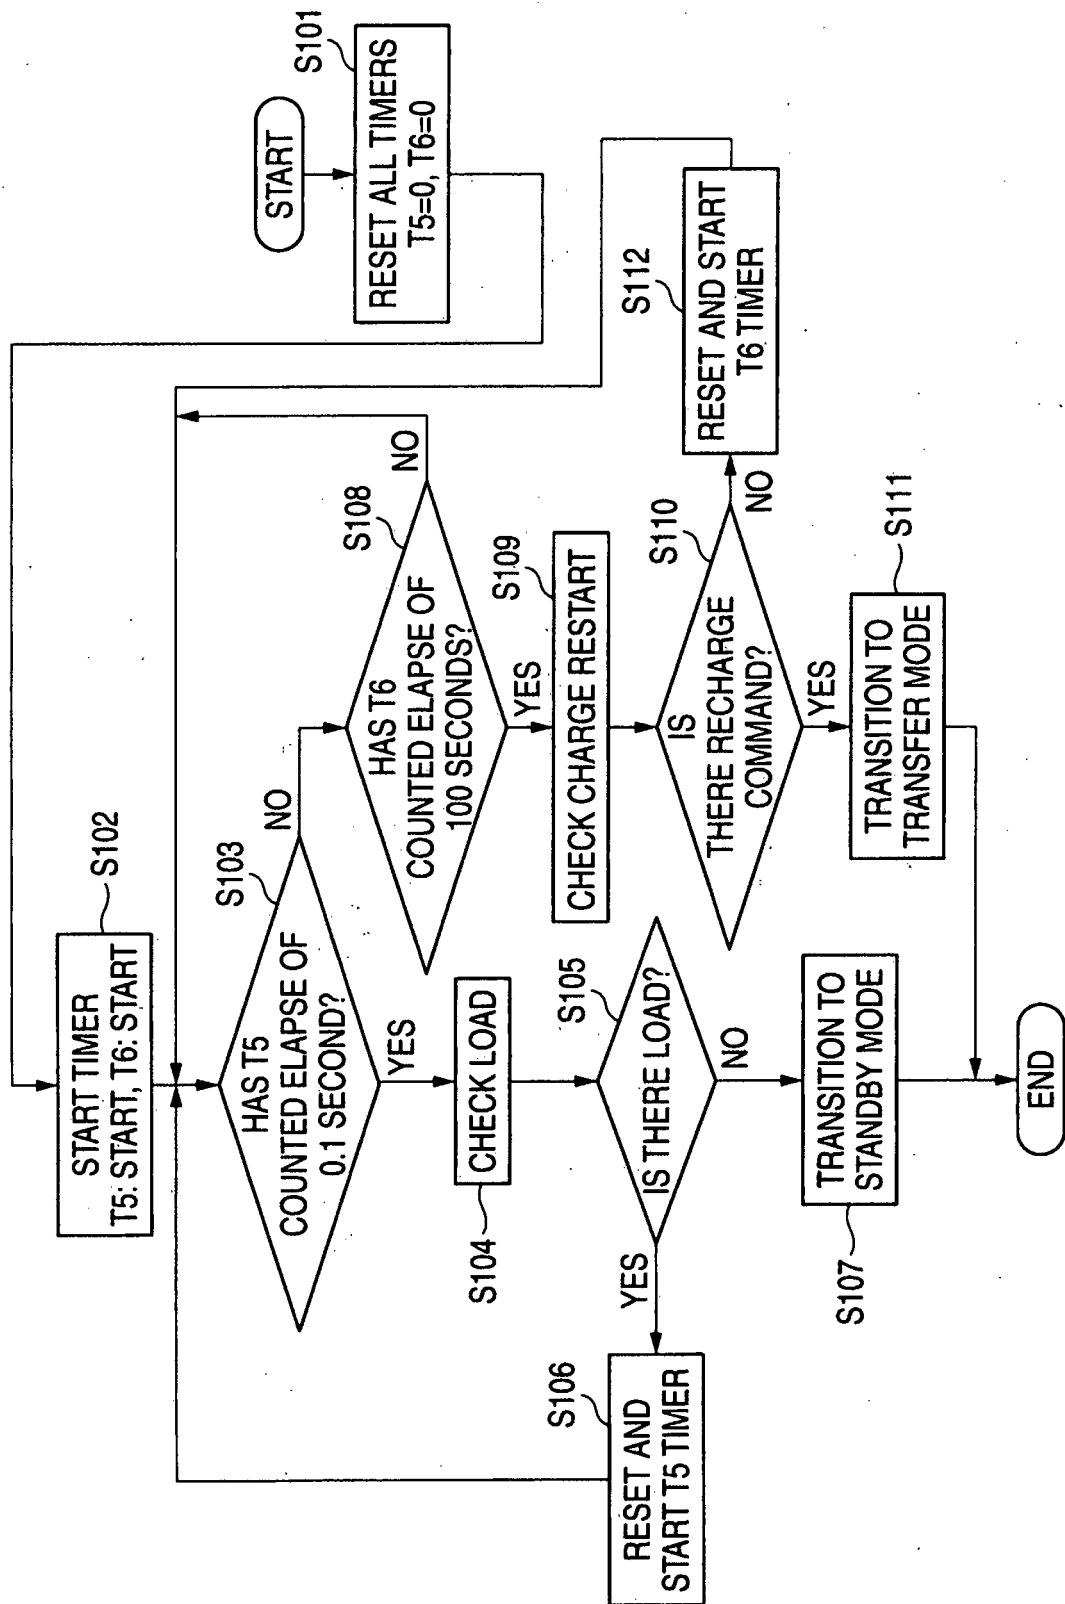 START
S101
RESET ALL TIMERS
T5=0, T6=0
S102
START TIMER
T5: START, T6: START
S103
HAS T5
COUNTED ELAPSE OF
0.1 SECOND?
NO
YES
S108
HAS T6
COUNTED ELAPSE OF
100 SECONDS?
NO
YES
S104
CHECK LOAD
S109
CHECK CHARGE RESTART
S105
IS THERE LOAD?
YES
NO
S110
IS
THERE RECHARGE
COMMAND?
NO
YES
S112
RESET AND START
T6 TIMER
S106
RESET AND
START T5 TIMER
S107
TRANSITION TO
STANDBY MODE
S111
TRANSITION TO
TRANSFER MODE
END